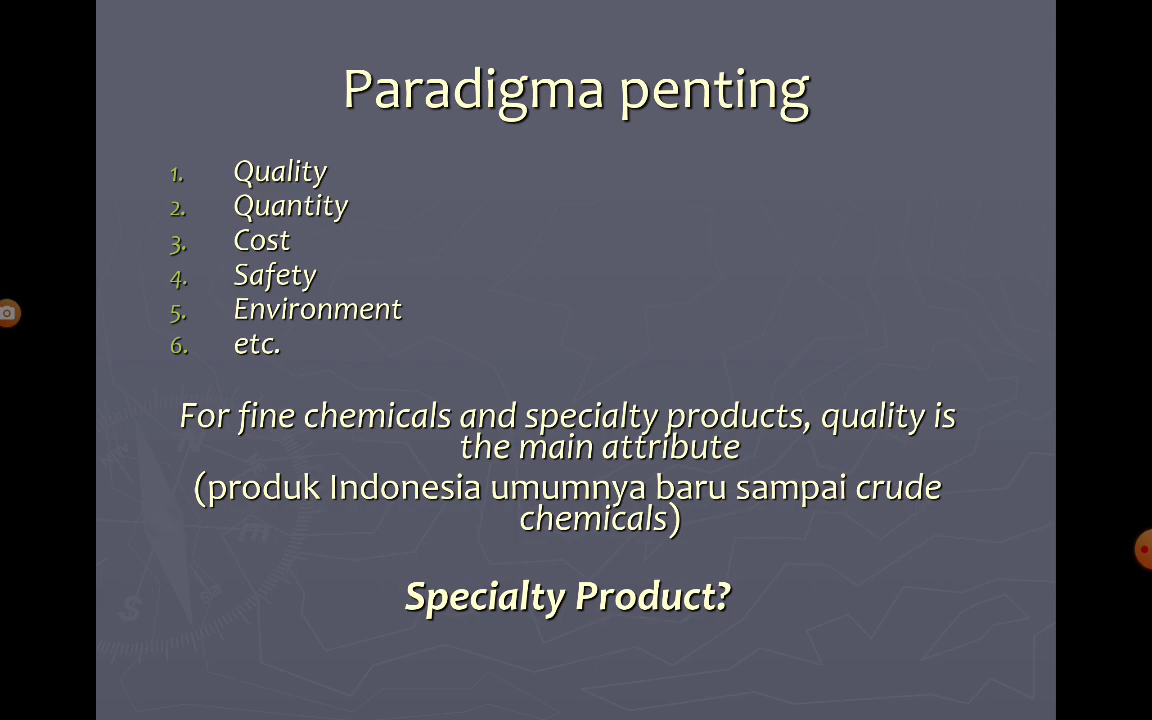 Paradigma penting
1. Quality
2. Quantity
3. Cost
4. Safety
5. Environment
6. etc.
For fine chemicals and specialty products, quality is
the main attribute
(produk Indonesia umumnya baru sampai crude
chemicals)
Specialty Product?